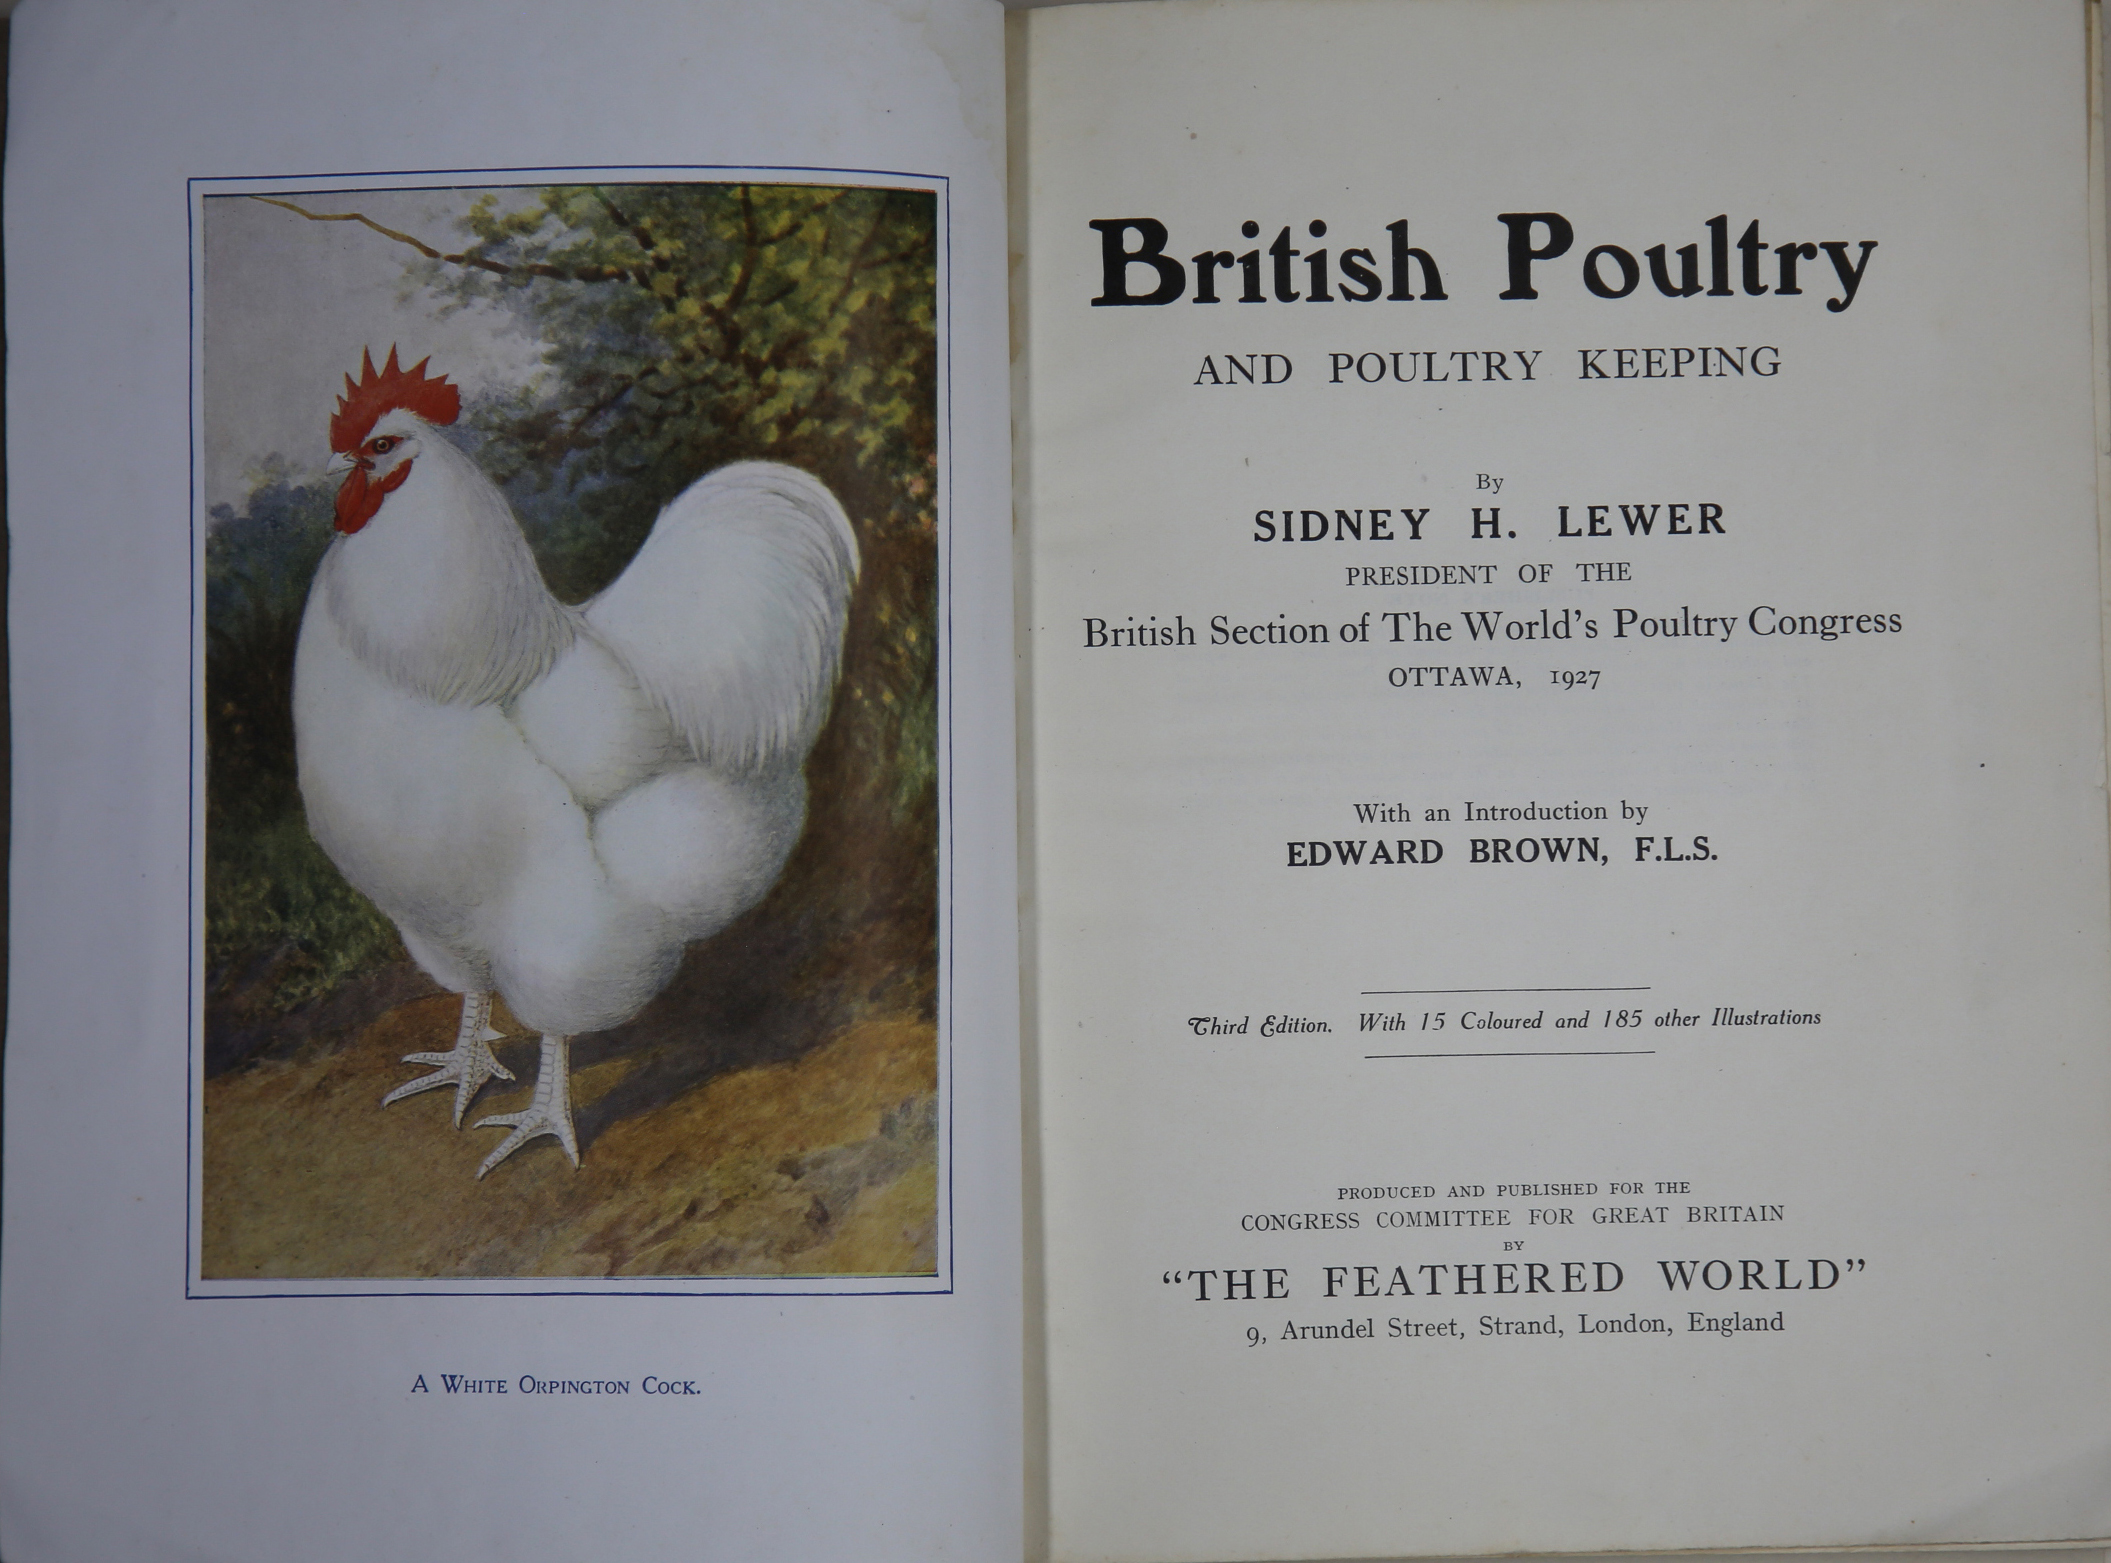 A White Orpington Cock.
British Poultry
AND POULTRY KEEPING
By
SIDNEY H. LEWER
PRESIDENT OF THE
British Section of The World's Poultry Congress
OTTAWA, 1927
With an Introduction by
EDWARD BROWN, F.L.S.
Third Edition. With 15 Coloured and 185 other Illustrations
PRODUCED AND PUBLISHED FOR THE
CONGRESS COMMITTEE FOR GREAT BRITAIN
BY
“THE FEATHERED WORLD”
9, Arundel Street, Strand, London, England